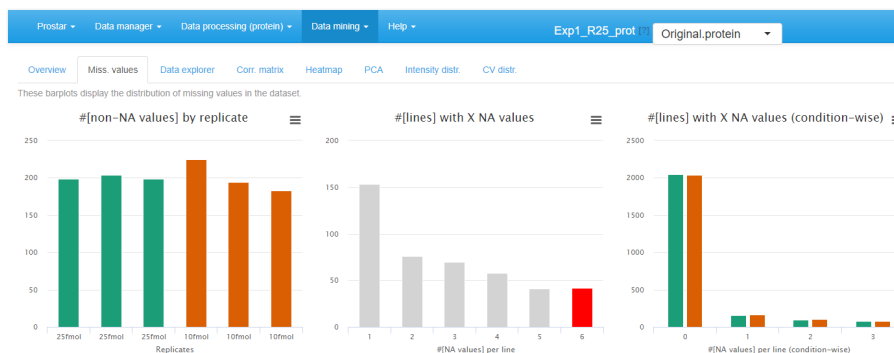 Prostar Data manager Data processing (protein) Data mining Help Exp1_R25_prot [?] Original.protein
Overview Miss. values Data explorer Corr. matrix Heatmap PCA Intensity distr. CV distr.
These barplots display the distribution of missing values in the dataset.
#[non-NA values] by replicate
250
200
150
100
50
0
25fmol 25fmol 25fmol 10fmol 10fmol 10fmol
Replicates
#[lines] with X NA values
200
150
100
50
0
1 2 3 4 5 6
#[NA values] per line
#[lines] with X NA values (condition-wise)
2500
2000
1500
1000
500
0
0 1 2 3
#[NA values] per line (condition-wise)